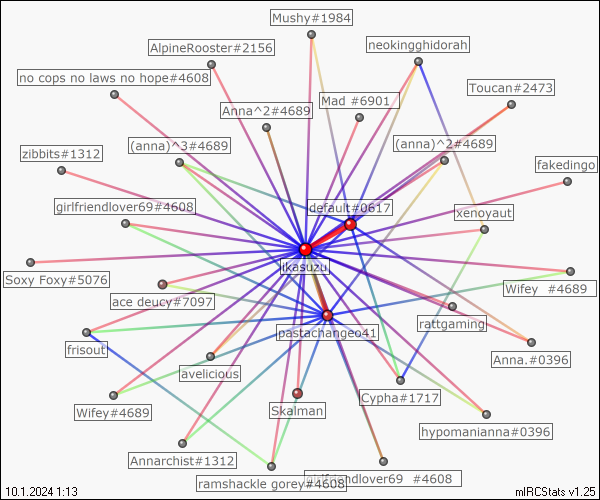 Mushy#1984
AlpineRooster#2156
neokingghidorah
no cops no laws no hope#4608
Toucan#2473
Anna^2#4689
Mad #6901
zibbits#1312
(anna)^3#4689
(anna)^2#4689
fakedingo
girlfriendlover69#4608
default#0617
xenoyaut
ikasuzu
Soxy Foxy#5076
ace deucy#7097
Wifey #4689
rattgaming
pastachangeo41
frisout
Anna.#0396
avelicious
Cypha#1717
Wifey#4689
Skalman
hypomanianna#0396
Annarchist#1312
ramshackle gorey#4608
girlfriendlover69 #4608
10.1.2024 1:13
mIRCStats v1.25